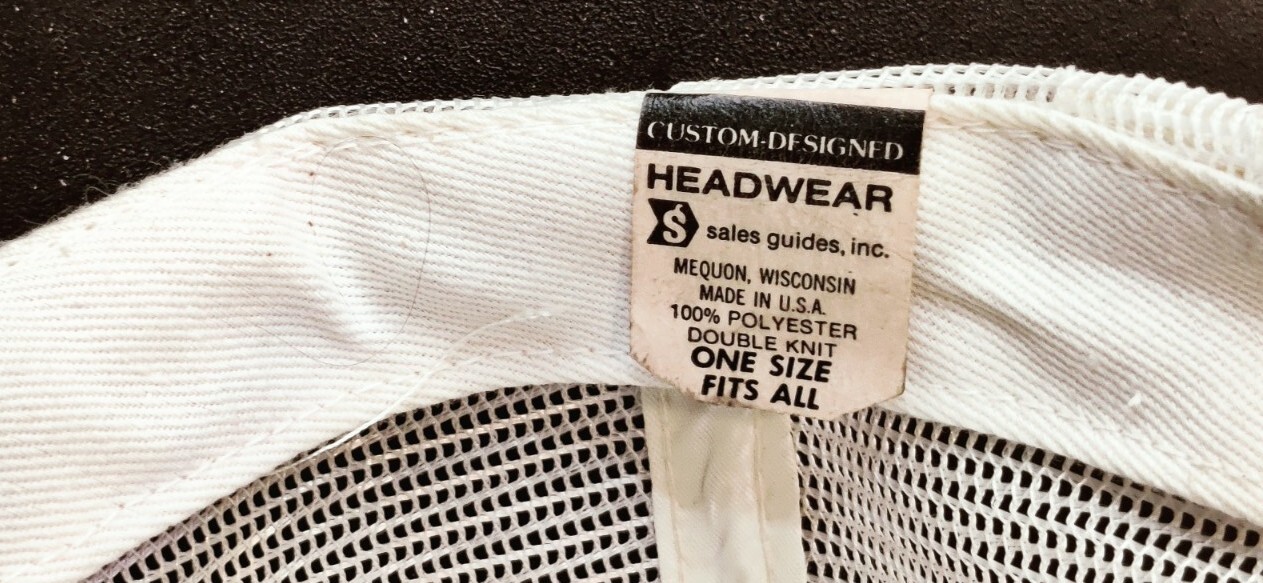 CUSTOM-DESIGNED
HEADWEAR
S sales guides, inc.
MEQUON, WISCONSIN
MADE IN U.S.A.
100% POLYESTER
DOUBLE KNIT
ONE SIZE
FITS ALL